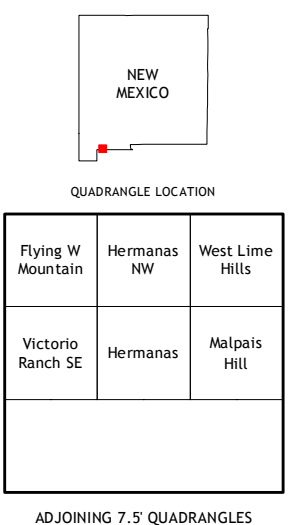 NEW
MEXICO
QUADRANGLE LOCATION
Flying W
Mountain
Hermanas
NW
West Lime
Hills
Victorio
Ranch SE
Hermanas
Malpais
Hill
ADJOINING 7.5' QUADRANGLES